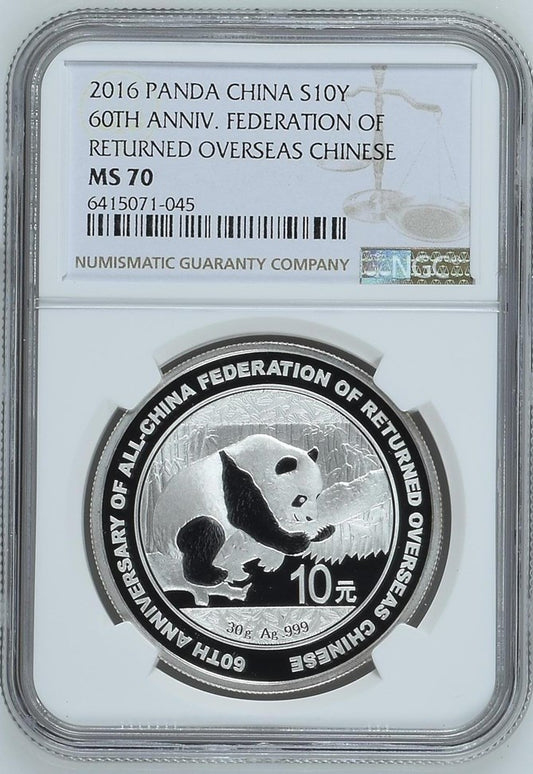 2016 PANDA CHINA S10Y
60TH ANNIV. FEDERATION OF
RETURNED OVERSEAS CHINESE
MS 70
6415071-045
NUMISMATIC GUARANTY COMPANY
NGC
60TH ANNIVERSARY OF ALL-CHINA FEDERATION OF RETURNED OVERSEAS CHINESE
10元
30g Ag .999